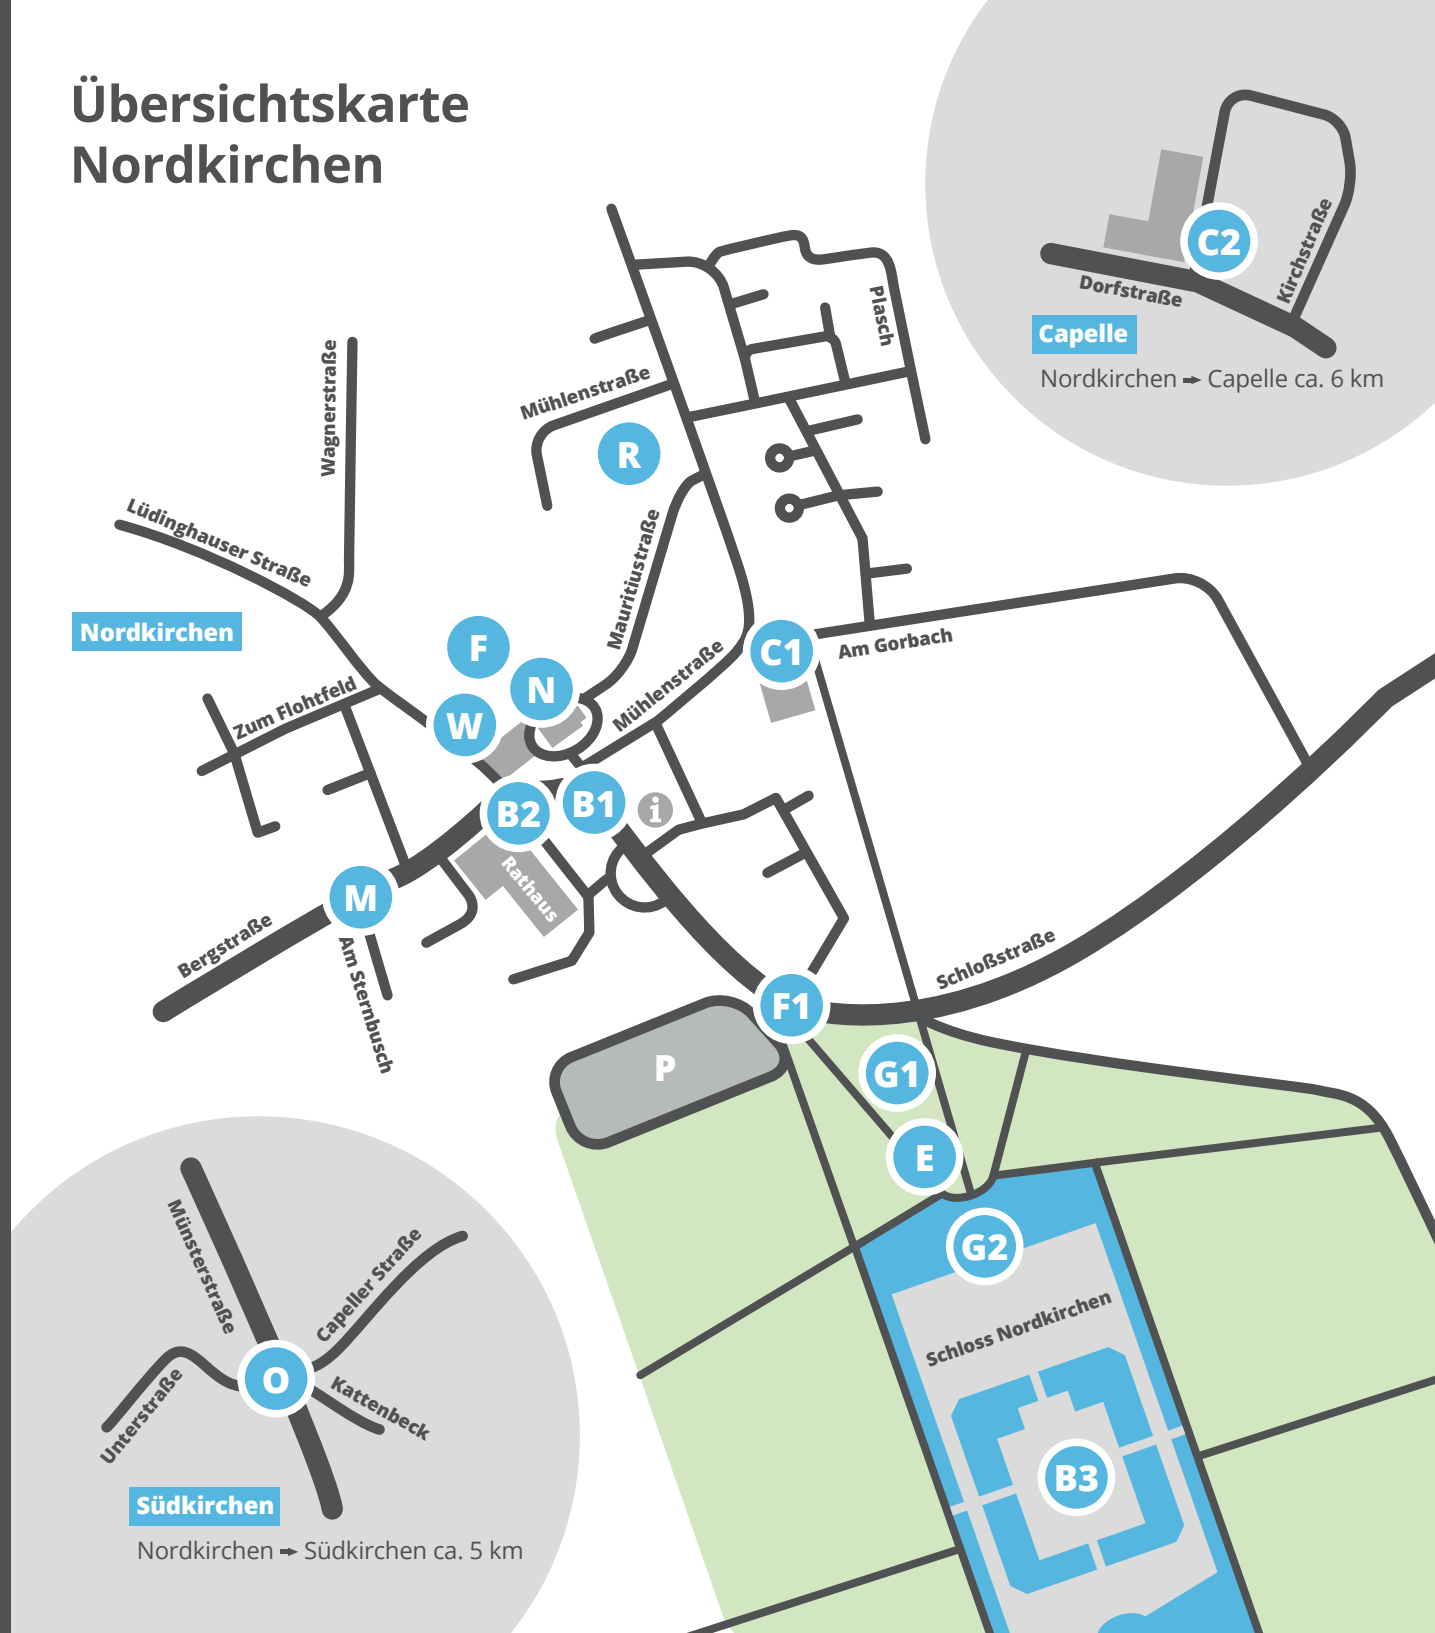 Übersichtskarte
Nordkirchen
C2
Kirchstraße
Dorfstraße
Capelle
Nordkirchen ➨ Capelle ca. 6 km
Plasch
Wagnerstraße
Mühlenstraße
R
Lüdinghauser Straße
Mauritiustraße
Nordkirchen
F
N
W
Mühlenstraße
C1
Am Gorbach
Zum Flohtfeld
B2
B1
i
Rathaus
M
Bergstraße
Am Sternbusch
Schloßstraße
F1
P
G1
E
G2
Schloss Nordkirchen
B3
Münsterstraße
Capeller Straße
O
Unterstraße
Kattenbeck
Südkirchen
Nordkirchen ➨ Südkirchen ca. 5 km